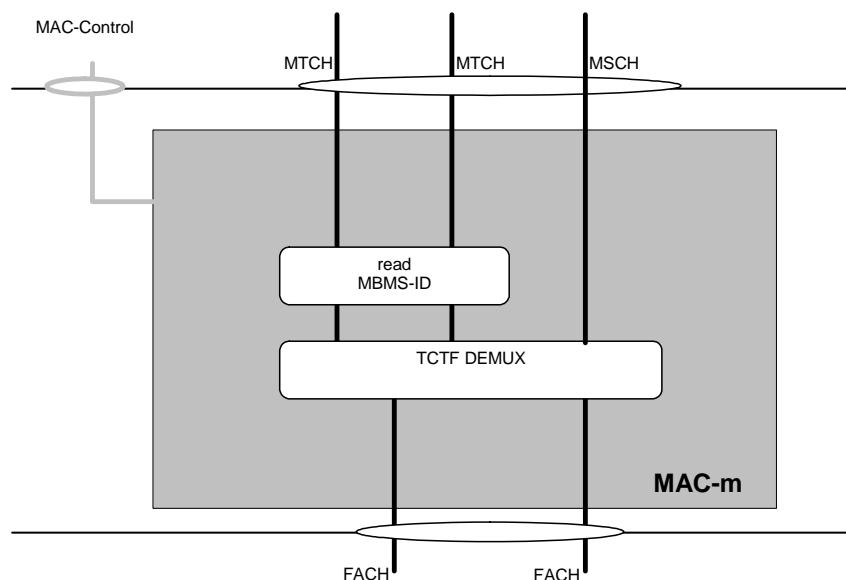 MAC-Control
MTCH
MTCH
MSCH
read
MBMS-ID
TCTF DEMUX
MAC-m
FACH
FACH